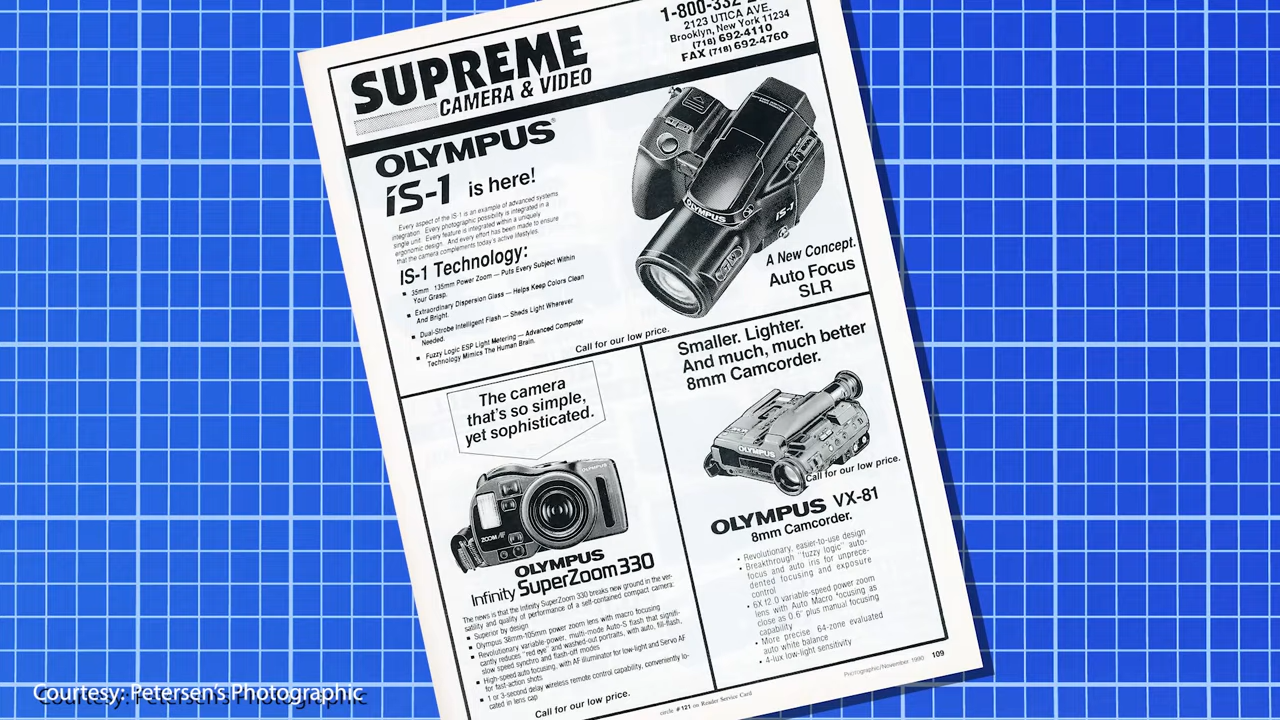 1-800-332
2123 UTICA AVE.
Brooklyn, New York 11234
(718) 692-4110
FAX (718) 692-4760
SUPREME
CAMERA & VIDEO
OLYMPUS®
iS-1 is here!
Every aspect of the IS-1 is an example of advanced systems
integration. Every photographic possibility is integrated in a
single unit. Every feature is integrated within a uniquely
ergonomic design. And every effort has been made to ensure
that the camera complements today's active lifestyles.
IS-1 Technology:
▪ 35mm 135mm Power Zoom — Puts Every Subject Within
Your Grasp.
▪ Extraordinary Dispersion Glass — Helps Keep Colors Clean
And Bright.
▪ Dual-Strobe Intelligent Flash — Sheds Light Wherever
Needed.
▪ Fuzzy Logic ESP Light Metering — Advanced Computer
Technology Mimics The Human Brain.
OLYMPUS
iS-1
A New Concept.
Auto Focus
SLR
Call for our low price.
The camera
that's so simple,
yet sophisticated.
OLYMPUS
ZOOM AF
OLYMPUS
Infinity SuperZoom 330
The news is that the Infinity SuperZoom 330 breaks new ground in the ver-
satility and quality of performance of a self-contained compact camera:
▪ Superior by design
▪ Olympus 38mm-105mm power zoom lens with macro focusing
▪ Revolutionary variable-power, multi-mode Auto-S flash that signifi-
cantly reduces "red eye" and washed-out portraits, with auto, fill-flash,
slow speed synchro and flash-off modes
▪ High-speed auto focusing, with AF illuminator for low-light and Servo AF
for fast-action shots
▪ 1 or 3-second delay wireless remote control capability, conveniently lo-
cated in lens cap
Call for our low price.
Smaller. Lighter.
And much, much better
8mm Camcorder.
OLYMPUS
Call for our low price.
OLYMPUS VX-81
8mm Camcorder.
• Revolutionary, easier-to-use design
• Breakthrough "fuzzy logic" auto-
focus and auto iris for unprece-
dented focusing and exposure
control
• 6X f2.0 variable-speed power zoom
lens with Auto Macro focusing as
close as 0.6" plus manual focusing
capability
• More precise 64-zone evaluated
auto white balance
• 4-lux low-light sensitivity
circle #121 on Reader Service Card
Photographic/November 1990 109
Courtesy: Petersen's Photographic